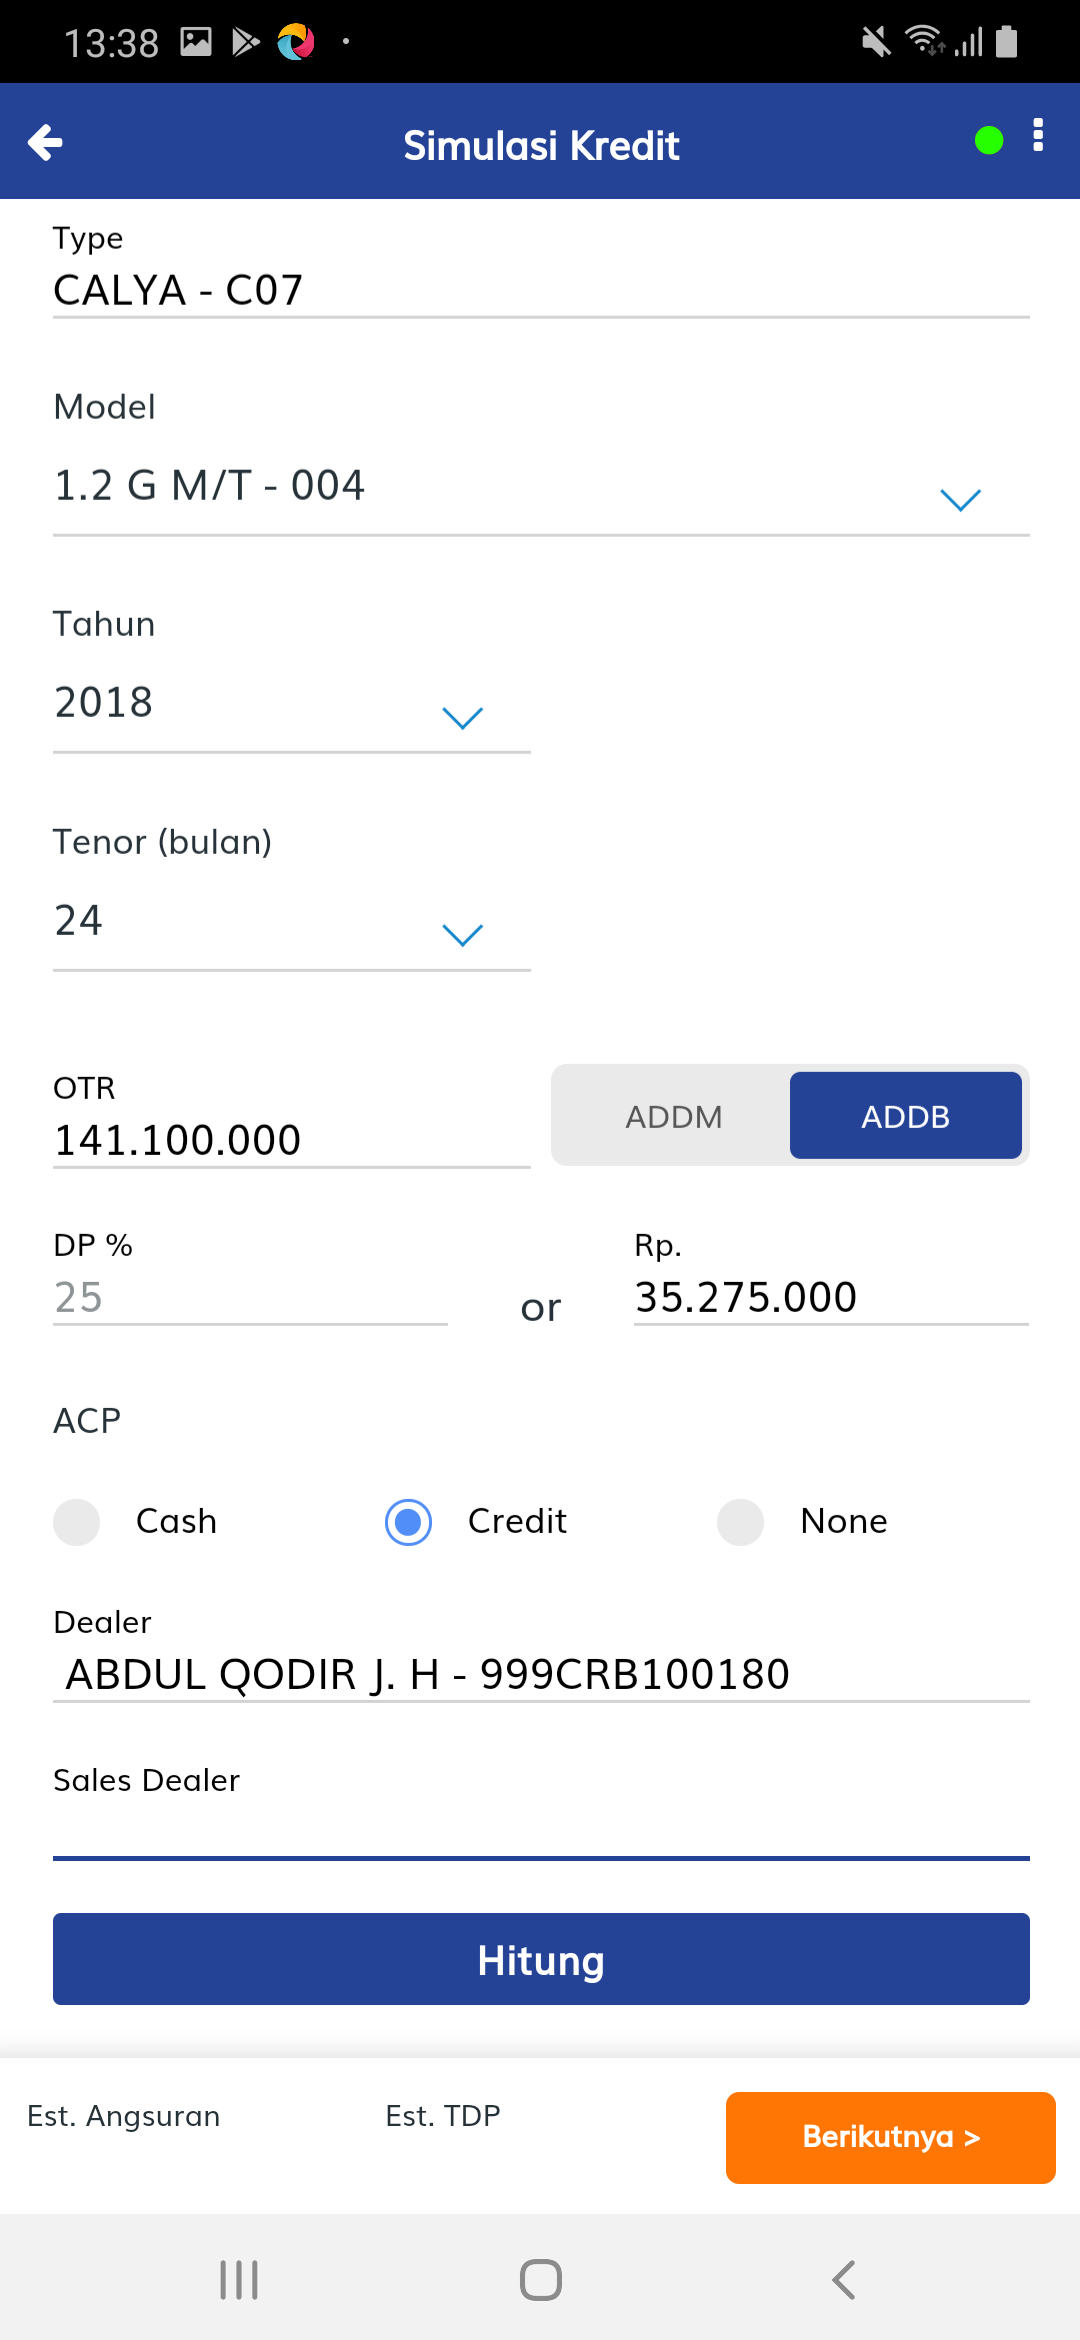 13:38
Simulasi Kredit
Type
CALYA - C07
Model
1.2 G M/T - 004
Tahun
2018
Tenor (bulan)
24
OTR
141.100.000
ADDM
ADDB
DP %
25
or
Rp.
35.275.000
ACP
Cash
Credit
None
Dealer
ABDUL QODIR J. H - 999CRB100180
Sales Dealer
Hitung
Est. Angsuran
Est. TDP
Berikutnya >